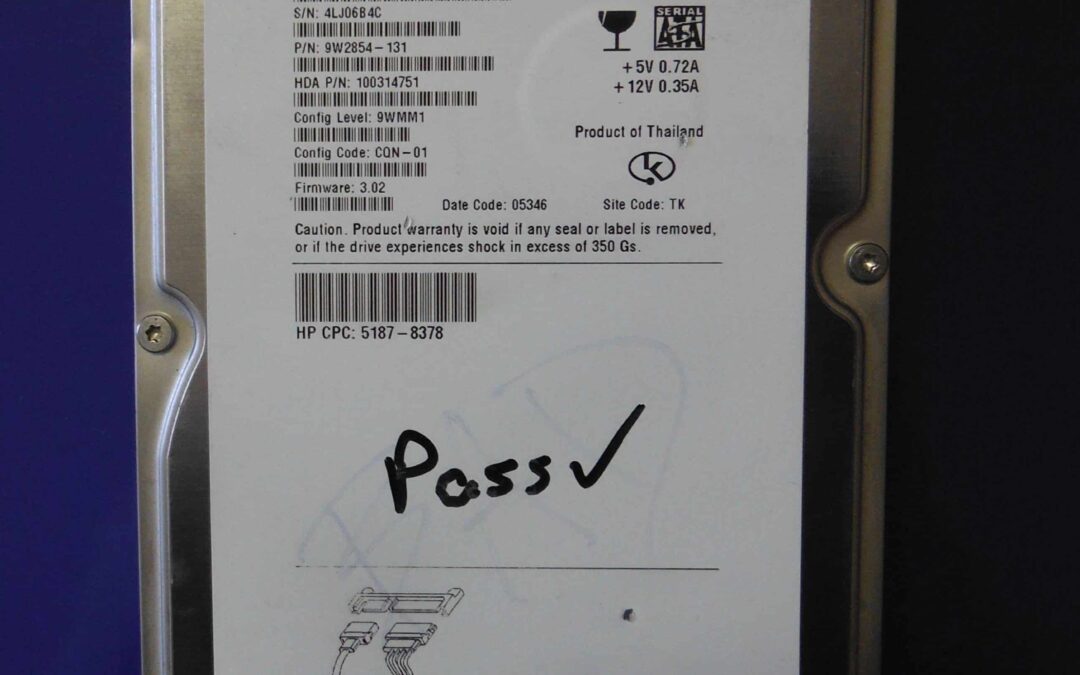 S/N: 4LJ06B4C
SERIAL
ATA
P/N: 9W2854-131
+5V 0.72A
HDA P/N: 100314751
+12V 0.35A
Config Level: 9WMM1
Product of Thailand
Config Code: CQN-01
K
Firmware: 3.02
Date Code: 05346
Site Code: TK
Caution. Product warranty is void if any seal or label is removed,
or if the drive experiences shock in excess of 350 Gs.
HP CPC: 5187-8378
BAD
Pass✓